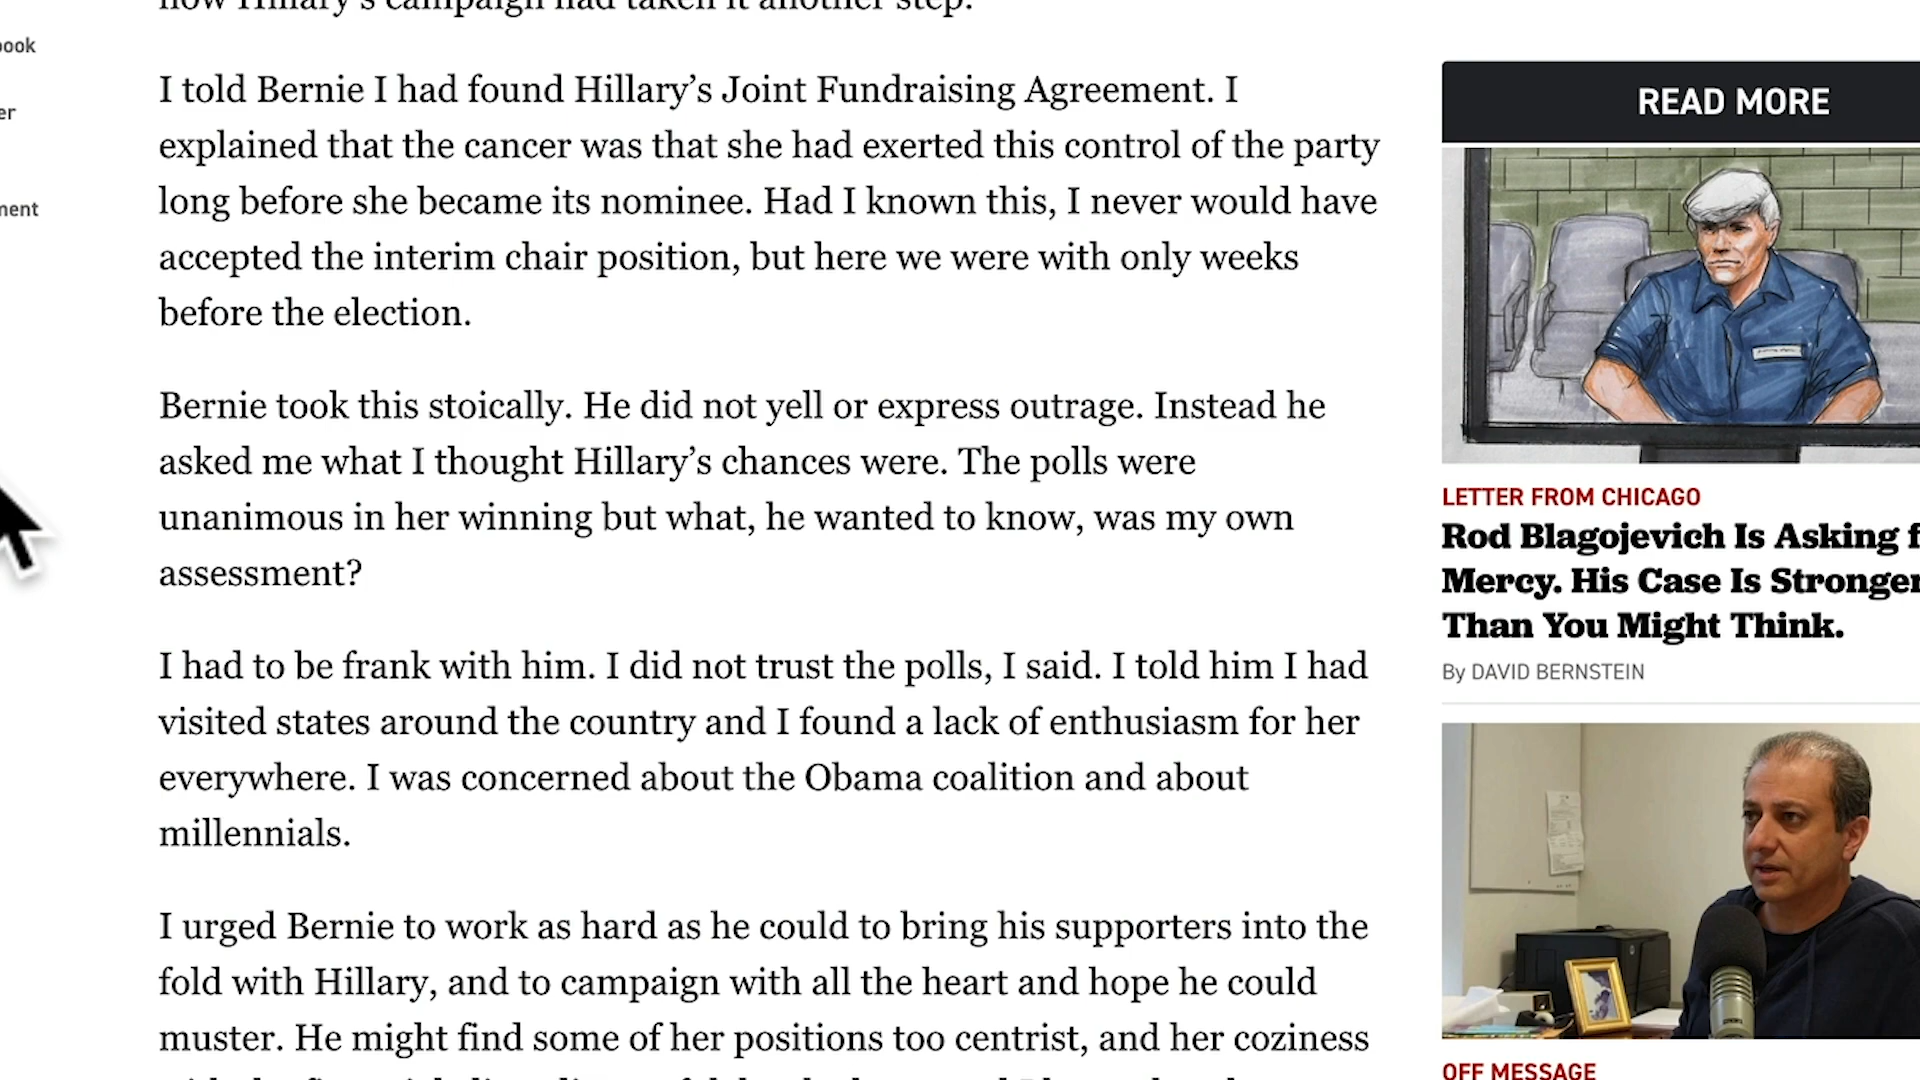 how Hillary's campaign had taken it another step.
I told Bernie I had found Hillary’s Joint Fundraising Agreement. I
explained that the cancer was that she had exerted this control of the party
long before she became its nominee. Had I known this, I never would have
accepted the interim chair position, but here we were with only weeks
before the election.
Bernie took this stoically. He did not yell or express outrage. Instead he
asked me what I thought Hillary’s chances were. The polls were
unanimous in her winning but what, he wanted to know, was my own
assessment?
I had to be frank with him. I did not trust the polls, I said. I told him I had
visited states around the country and I found a lack of enthusiasm for her
everywhere. I was concerned about the Obama coalition and about
millennials.
I urged Bernie to work as hard as he could to bring his supporters into the
fold with Hillary, and to campaign with all the heart and hope he could
muster. He might find some of her positions too centrist, and her coziness
READ MORE
LETTER FROM CHICAGO
Rod Blagojevich Is Asking f
Mercy. His Case Is Stronger
Than You Might Think.
By DAVID BERNSTEIN
OFF MESSAGE